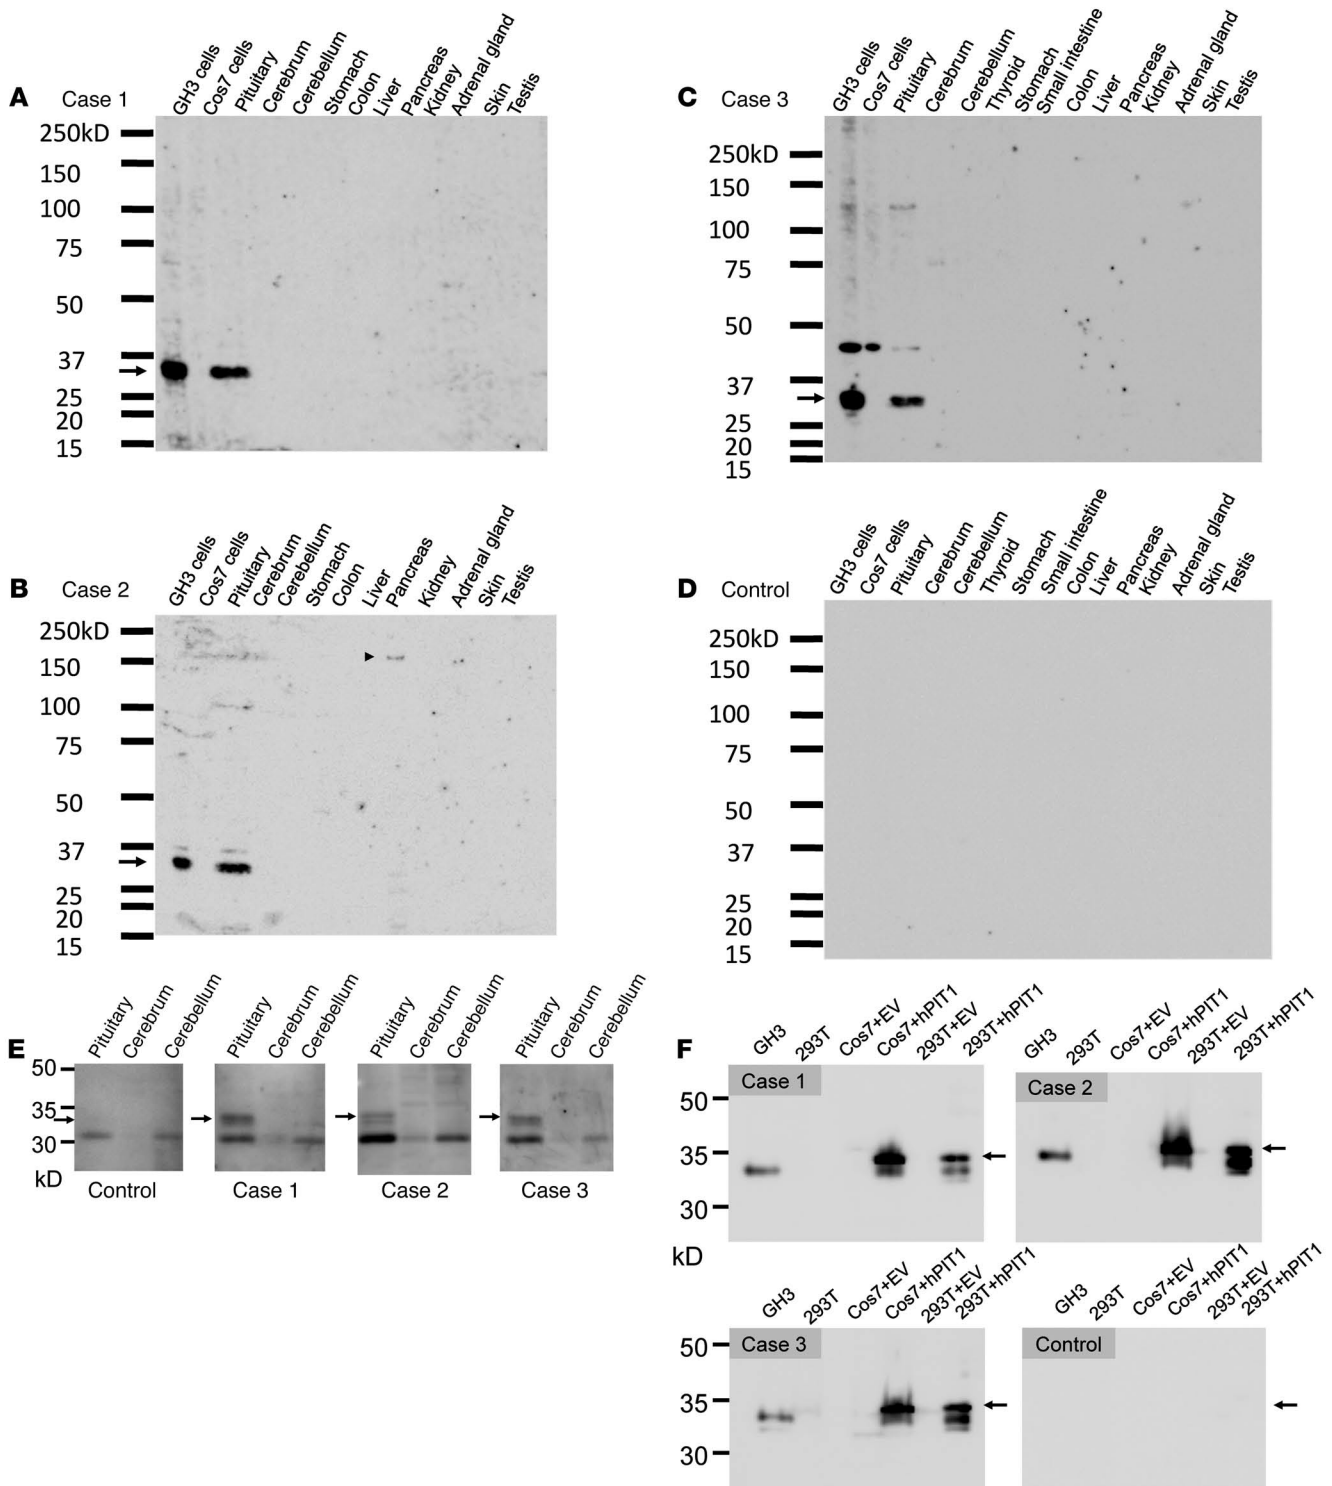 A Case 1
GH3 cells
Cos7 cells
Pituitary
Cerebrum
Cerebellum
Stomach
Colon
Liver
Pancreas
Kidney
Adrenal gland
Skin
Testis
250kD
150
100
75
50
37
25
20
15
C Case 3
GH3 cells
Cos7 cells
Pituitary
Cerebrum
Cerebellum
Thyroid
Stomach
Small intestine
Colon
Liver
Pancreas
Kidney
Adrenal gland
Skin
Testis
250kD
150
100
75
50
37
25
20
15
B Case 2
GH3 cells
Cos7 cells
Pituitary
Cerebrum
Cerebellum
Stomach
Colon
Liver
Pancreas
Kidney
Adrenal gland
Skin
Testis
250kD
150
100
75
50
37
25
20
15
D Control
GH3 cells
Cos7 cells
Pituitary
Cerebrum
Cerebellum
Thyroid
Stomach
Small intestine
Colon
Liver
Pancreas
Kidney
Adrenal gland
Skin
Testis
250kD
150
100
75
50
37
25
20
15
E
Pituitary
Cerebrum
Cerebellum
Pituitary
Cerebrum
Cerebellum
Pituitary
Cerebrum
Cerebellum
Pituitary
Cerebrum
Cerebellum
50
35
30
kD
Control
Case 1
Case 2
Case 3
F
GH3
293T
Cos7+EV
Cos7+hPIT1
293T+EV
293T+hPIT1
Case 1
50
35
30
kD
GH3
293T
Cos7+EV
Cos7+hPIT1
293T+EV
293T+hPIT1
Case 2
GH3
293T
Cos7+EV
Cos7+hPIT1
293T+EV
293T+hPIT1
Case 3
50
35
30
GH3
293T
Cos7+EV
Cos7+hPIT1
293T+EV
293T+hPIT1
Control